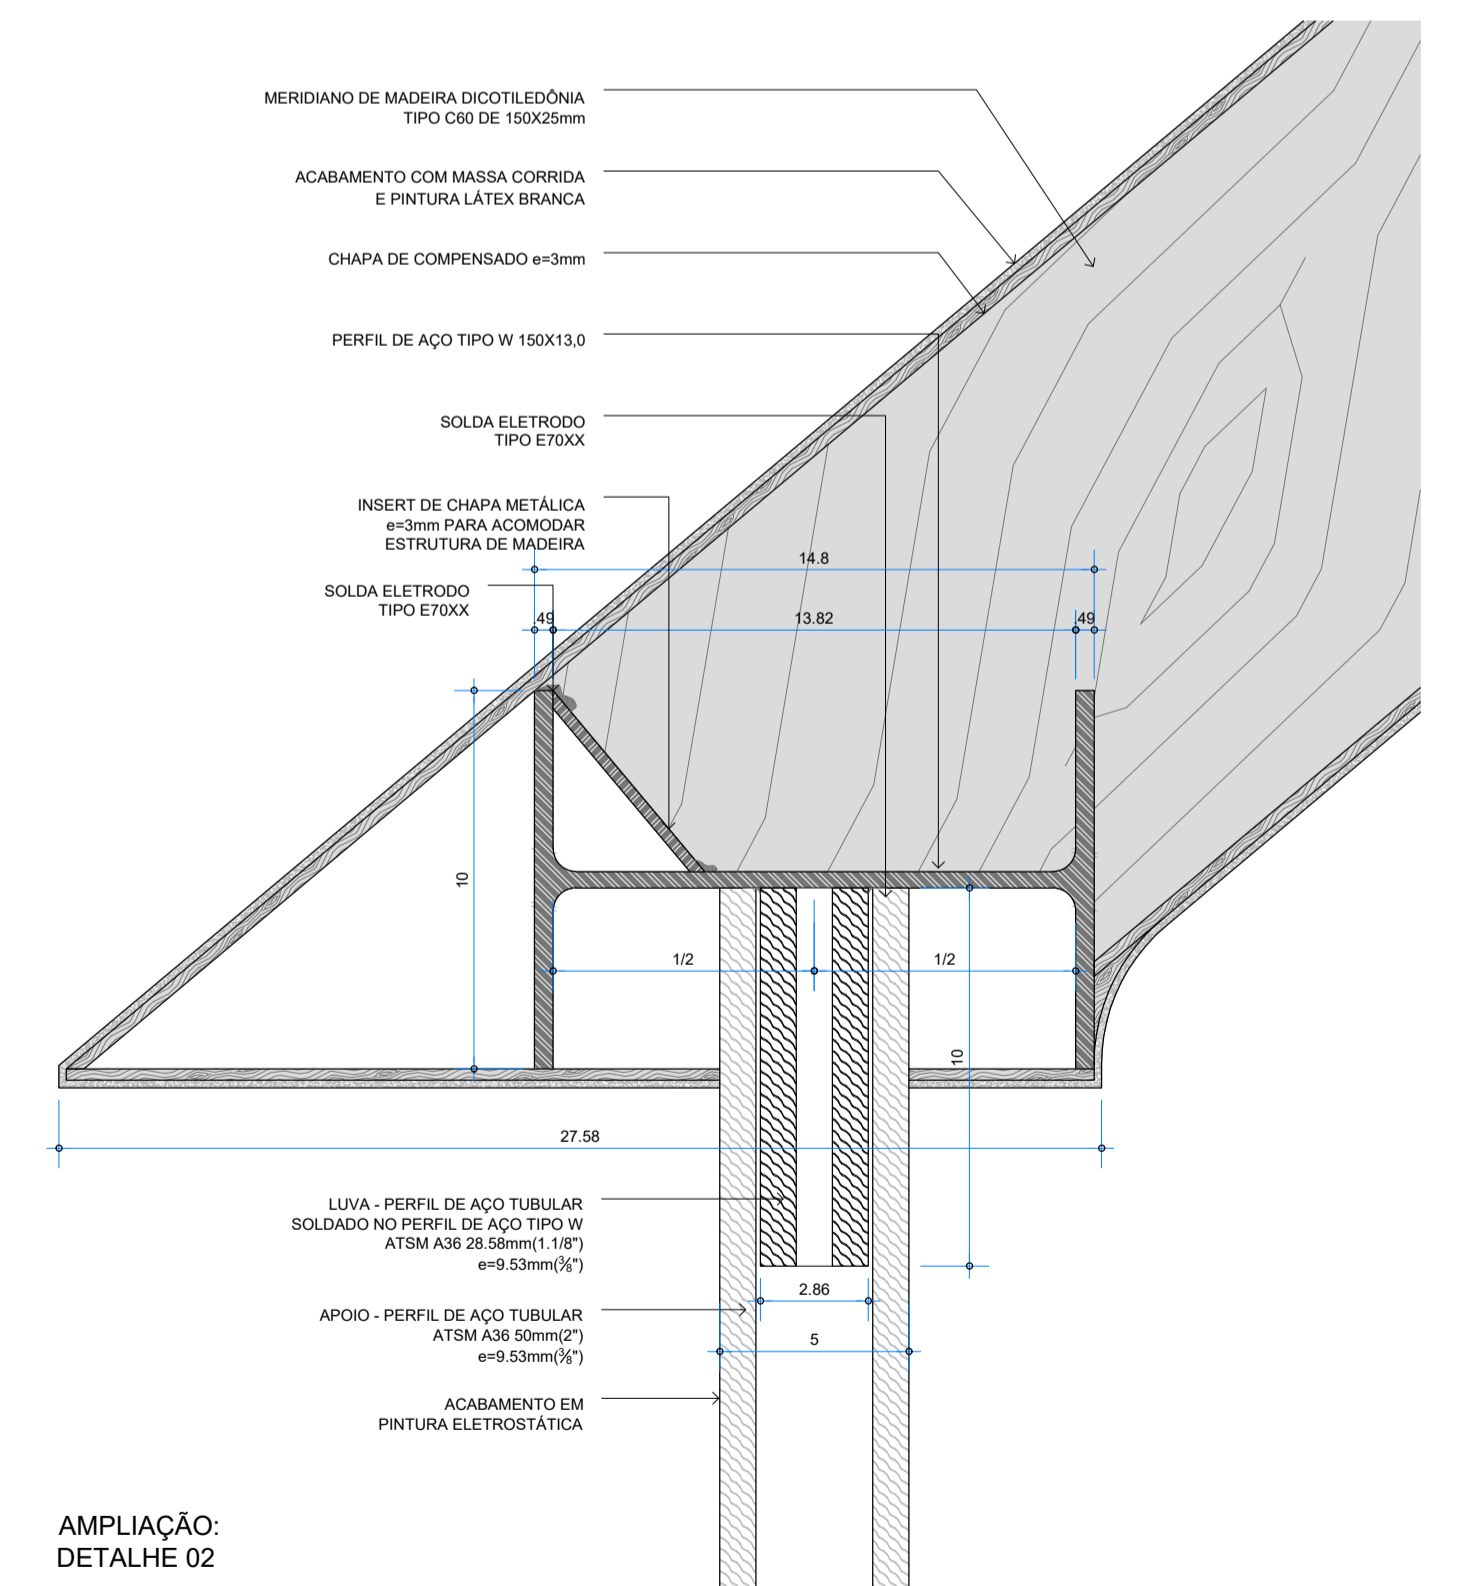 MERIDIANO DE MADEIRA DICOTILEDÔNIA
TIPO C60 DE 150X25mm
ACABAMENTO COM MASSA CORRIDA
E PINTURA LÁTEX BRANCA
CHAPA DE COMPENSADO e=3mm
PERFIL DE AÇO TIPO W 150X13,0
SOLDA ELETRODO
TIPO E70XX
INSERT DE CHAPA METÁLICA
e=3mm PARA ACOMODAR
ESTRUTURA DE MADEIRA
14.8
SOLDA ELETRODO
TIPO E70XX
.49
13.82
.49
10
1/2
1/2
10
27.58
LUVA - PERFIL DE AÇO TUBULAR
SOLDADO NO PERFIL DE AÇO TIPO W
ATSM A36 28.58mm(1.1/8")
e=9.53mm(⅜")
2.86
APOIO - PERFIL DE AÇO TUBULAR
ATSM A36 50mm(2")
e=9.53mm(⅜")
5
ACABAMENTO EM
PINTURA ELETROSTÁTICA
AMPLIAÇÃO:
DETALHE 02